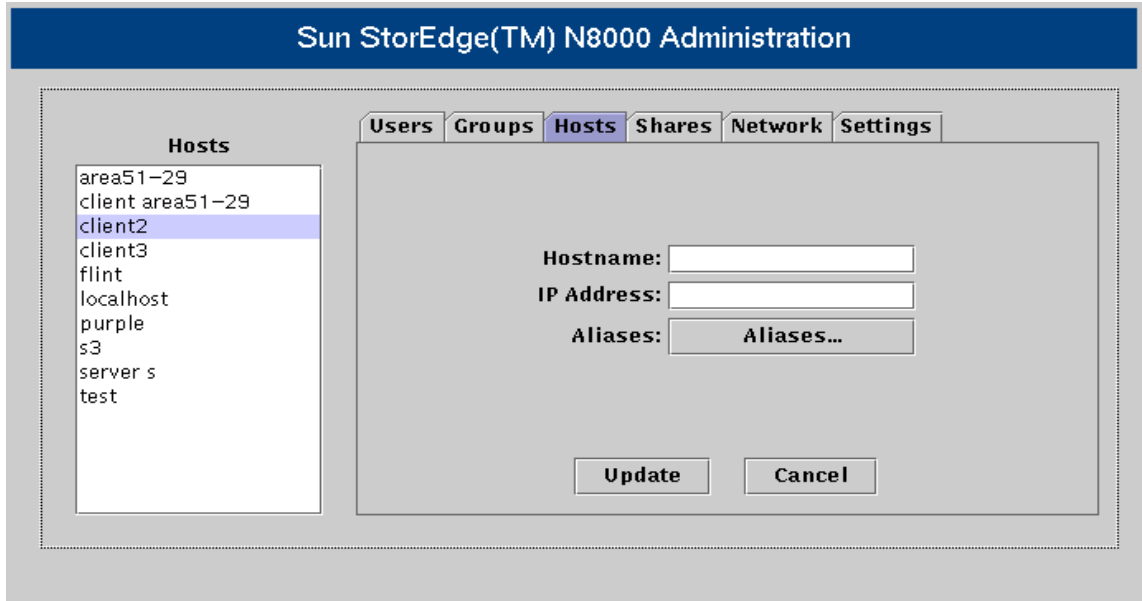 Sun StorEdge(TM) N8000 Administration
Users Groups Hosts Shares Network Settings
Hosts
area51-29
client area51-29
client2
client3
flint
localhost
purple
s3
server s
test
Hostname:
IP Address:
Aliases: Aliases...
Update Cancel